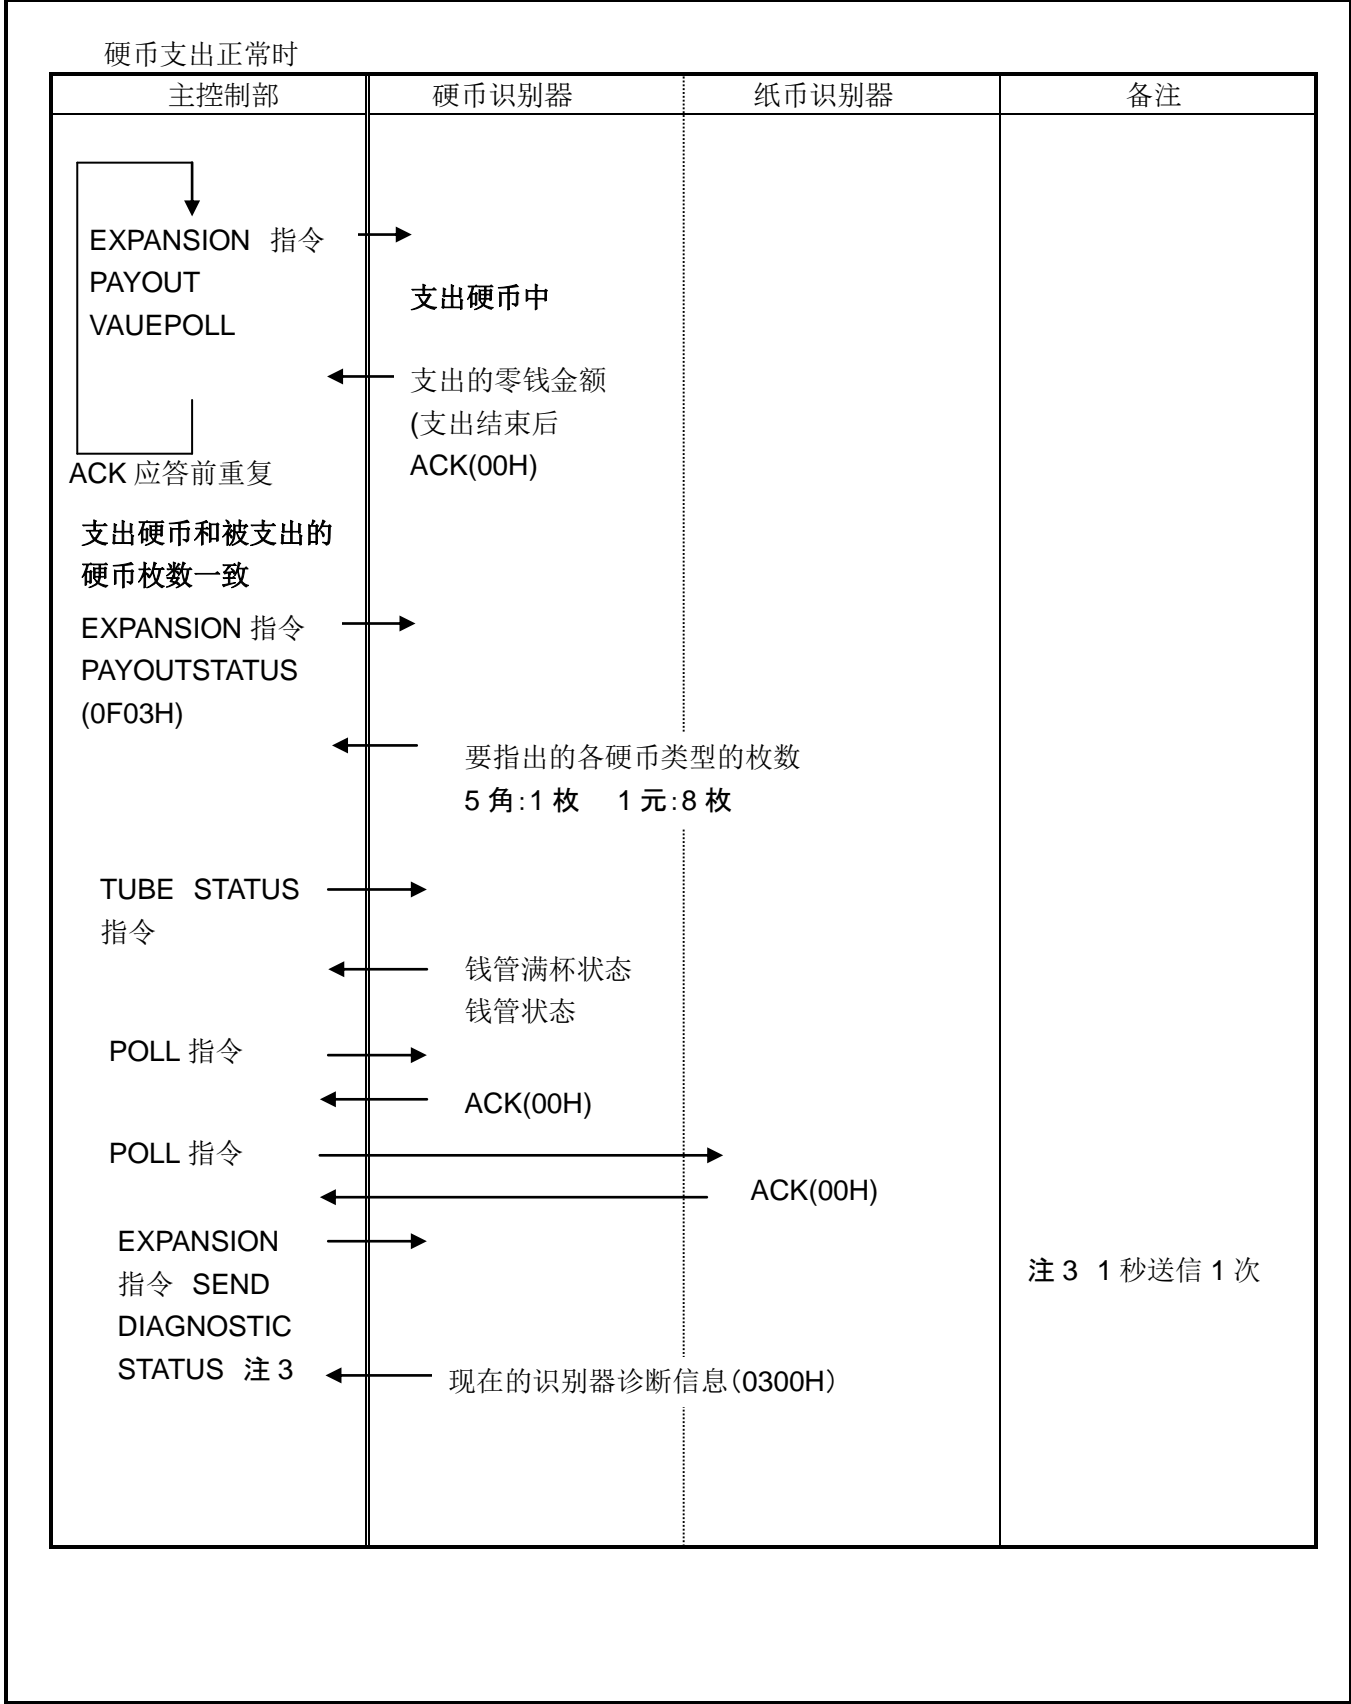 硬币支出正常时
主控制部 硬币识别器 纸币识别器 备注
EXPANSION 指令
PAYOUT
VAUEPOLL
支出硬币中
支出的零钱金额
(支出结束后
ACK(00H)
ACK 应答前重复
支出硬币和被支出的
硬币枚数一致
EXPANSION 指令
PAYOUTSTATUS
(0F03H)
要指出的各硬币类型的枚数
5 角:1 枚 1 元:8 枚
TUBE STATUS
指令
钱管满杯状态
钱管状态
POLL 指令
ACK(00H)
POLL 指令
ACK(00H)
EXPANSION
指令 SEND
DIAGNOSTIC
STATUS 注 3
注 3 1 秒送信 1 次
现在的识别器诊断信息(0300H)